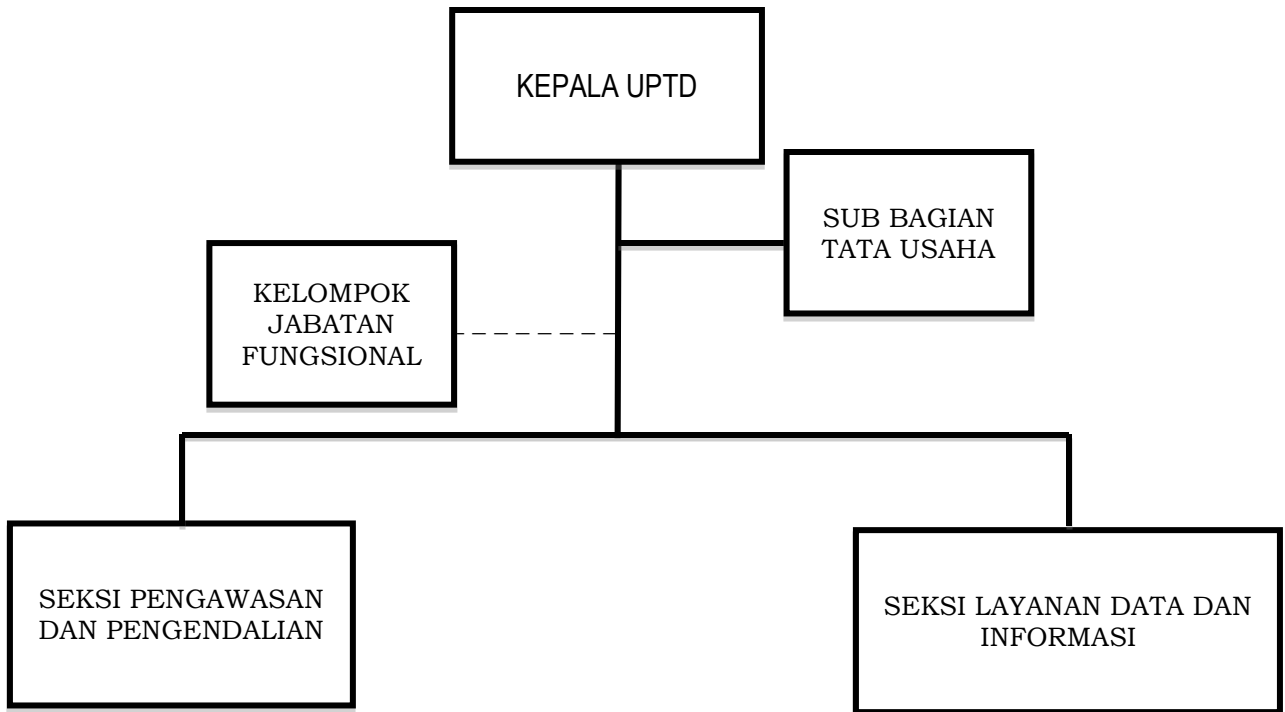 KEPALA UPTD
SUB BAGIAN
TATA USAHA
KELOMPOK
JABATAN
FUNGSIONAL
SEKSI PENGAWASAN
DAN PENGENDALIAN
SEKSI LAYANAN DATA DAN
INFORMASI